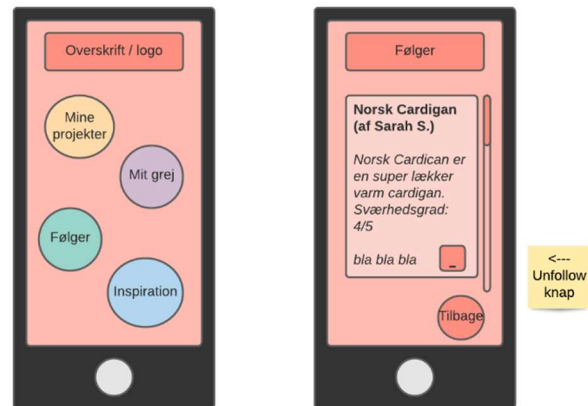 Overskrift / logo
Mine
projekter
Mit grej
Følger
Inspiration
Følger
Norsk Cardigan
(af Sarah S.)
Norsk Cardican er
en super lækker
varm cardigan.
Sværhedsgrad:
4/5
bla bla bla
_
Tilbage
<---
Unfollow
knap